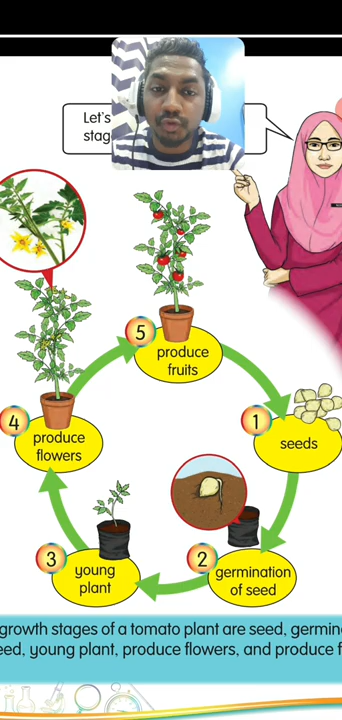 Let's
stag
5
produce
fruits
1
seeds
4
produce
flowers
2
germination
of seed
3
young
plant
growth stages of a tomato plant are seed, germin
eed, young plant, produce flowers, and produce f